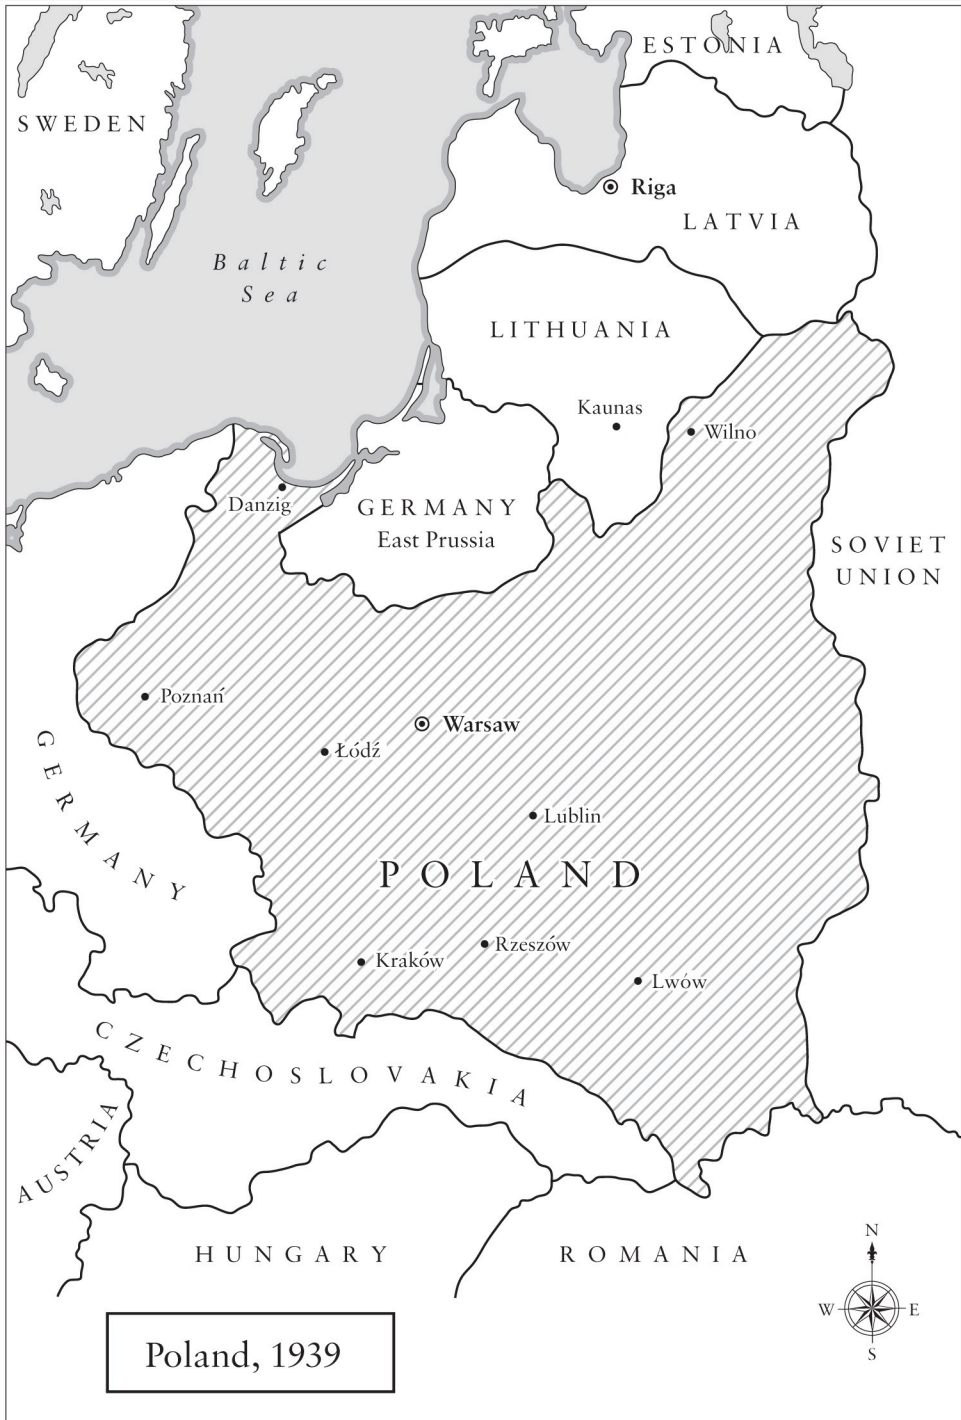 ESTONIA
SWEDEN
Riga
LATVIA
Baltic
Sea
LITHUANIA
Kaunas
Wilno
Danzig
GERMANY
East Prussia
SOVIET
UNION
Poznań
Warsaw
Łódź
GERMANY
Lublin
POLAND
Rzeszów
Kraków
Lwów
CZECHOSLOVAKIA
AUSTRIA
HUNGARY
ROMANIA
N
W E
S
Poland, 1939